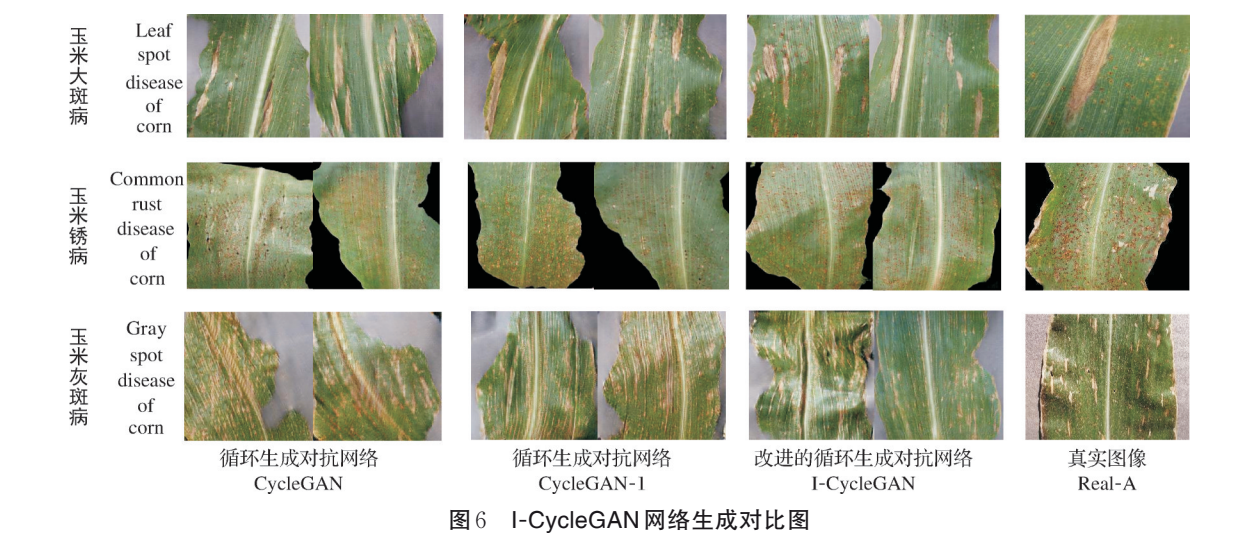 玉米大斑病
Leaf
spot
disease
of
corn
玉米锈病
Common
rust
disease
of
corn
玉米灰斑病
Gray
spot
disease
of
corn
循环生成对抗网络
CycleGAN
循环生成对抗网络
CycleGAN-1
改进的循环生成对抗网络
I-CycleGAN
真实图像
Real-A
图6 I-CycleGAN网络生成对比图